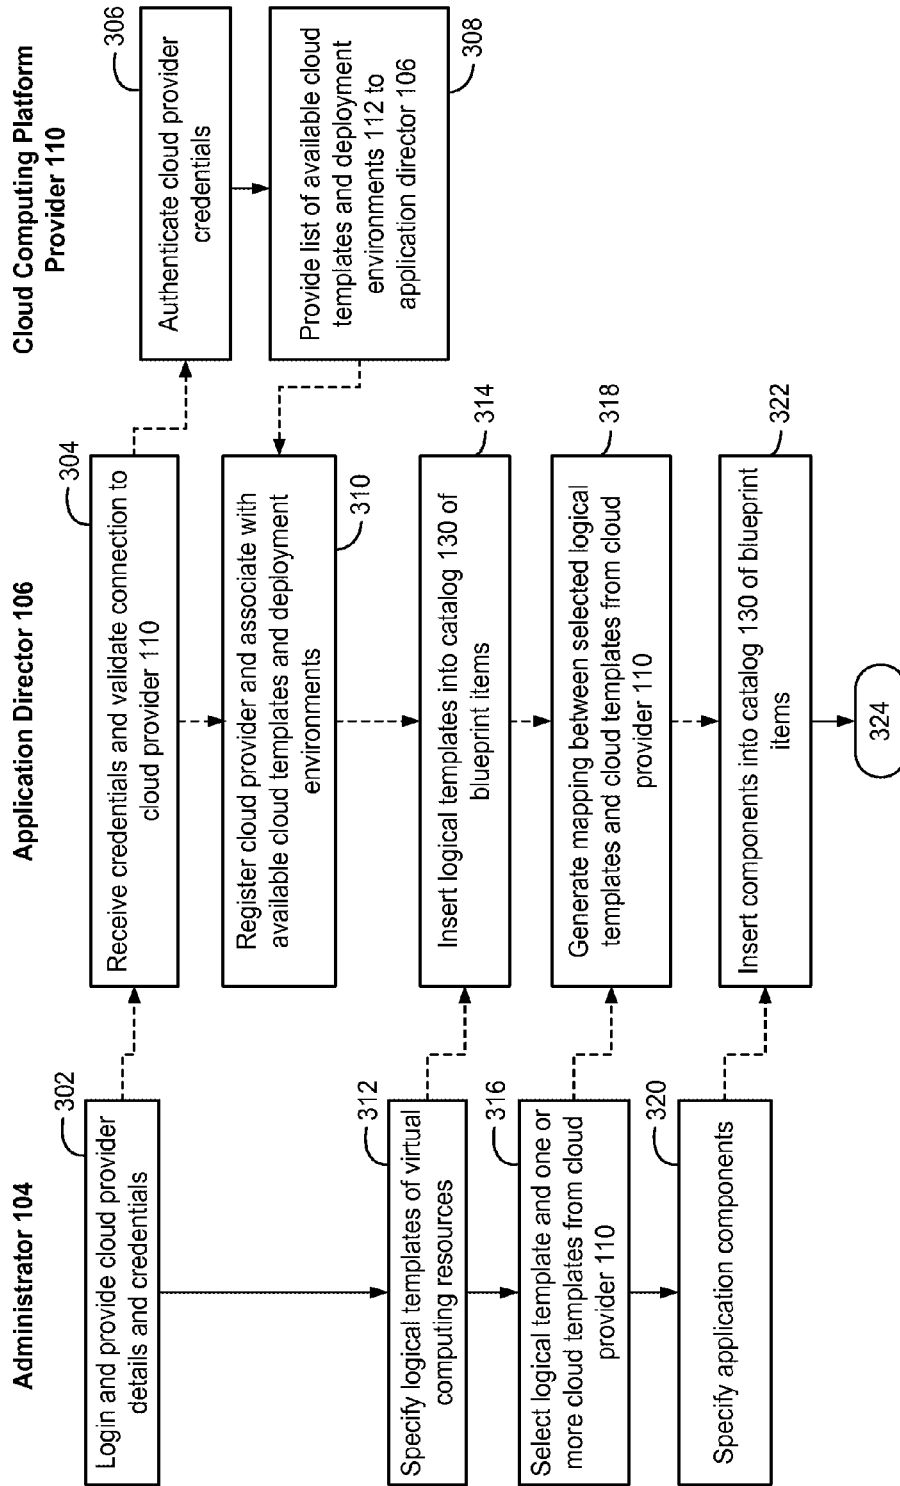 Administrator 104
Application Director 106
Cloud Computing Platform
Provider 110
302
Login and provide cloud provider
details and credentials
304
Receive credentials and validate connection to
cloud provider 110
306
Authenticate cloud provider
credentials
308
Provide list of available cloud
templates and deployment
environments 112 to
application director 106
310
Register cloud provider and associate with
available cloud templates and deployment
environments
312
Specify logical templates of virtual
computing resources
314
Insert logical templates into catalog 130 of
blueprint items
316
Select logical template and one or
more cloud templates from cloud
provider 110
318
Generate mapping between selected logical
templates and cloud templates from cloud
provider 110
320
Specify application components
322
Insert components into catalog 130 of blueprint
items
324